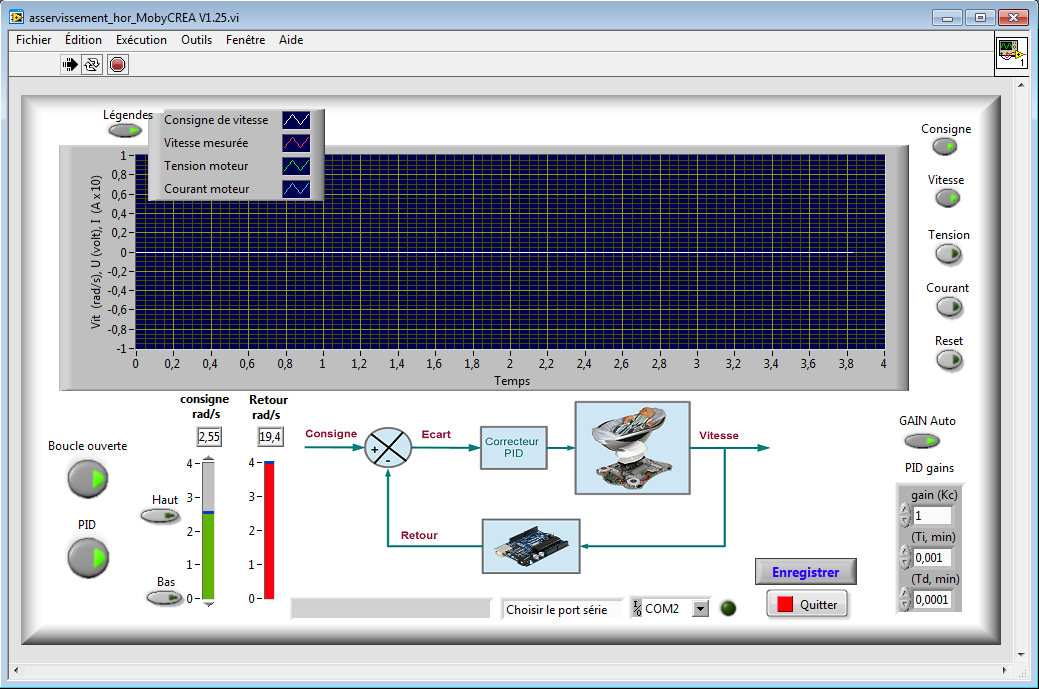 asservissement_hor_MobyCREA V1.25.vi
Fichier Édition Exécution Outils Fenêtre Aide
1
Légendes
Consigne de vitesse
Vitesse mesurée
Tension moteur
Courant moteur
Vit (rad/s), U (volt), I (A x 10)
1
0,8
0,6
0,4
0,2
0
-0,2
-0,4
-0,6
-0,8
-1
0 0,2 0,4 0,6 0,8 1 1,2 1,4 1,6 1,8 2 2,2 2,4 2,6 2,8 3 3,2 3,4 3,6 3,8 4
Temps
Consigne
Vitesse
Tension
Courant
Reset
Boucle ouverte
PID
consigne
rad/s
2,55
4
3
2
1
0
Haut
Bas
Retour
rad/s
19,4
4
3
2
1
0
Consigne
+
-
Ecart
Correcteur
PID
Vitesse
Retour
GAIN Auto
PID gains
gain (Kc)
1
(Ti, min)
0,001
(Td, min)
0,0001
Enregistrer
Quitter
Choisir le port série
I/O COM2